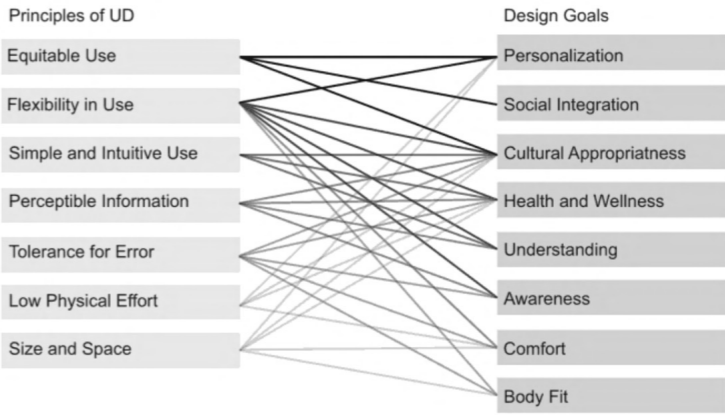 Principles of UD
Equitable Use
Flexibility in Use
Simple and Intuitive Use
Perceptible Information
Tolerance for Error
Low Physical Effort
Size and Space
Design Goals
Personalization
Social Integration
Cultural Appropriatness
Health and Wellness
Understanding
Awareness
Comfort
Body Fit